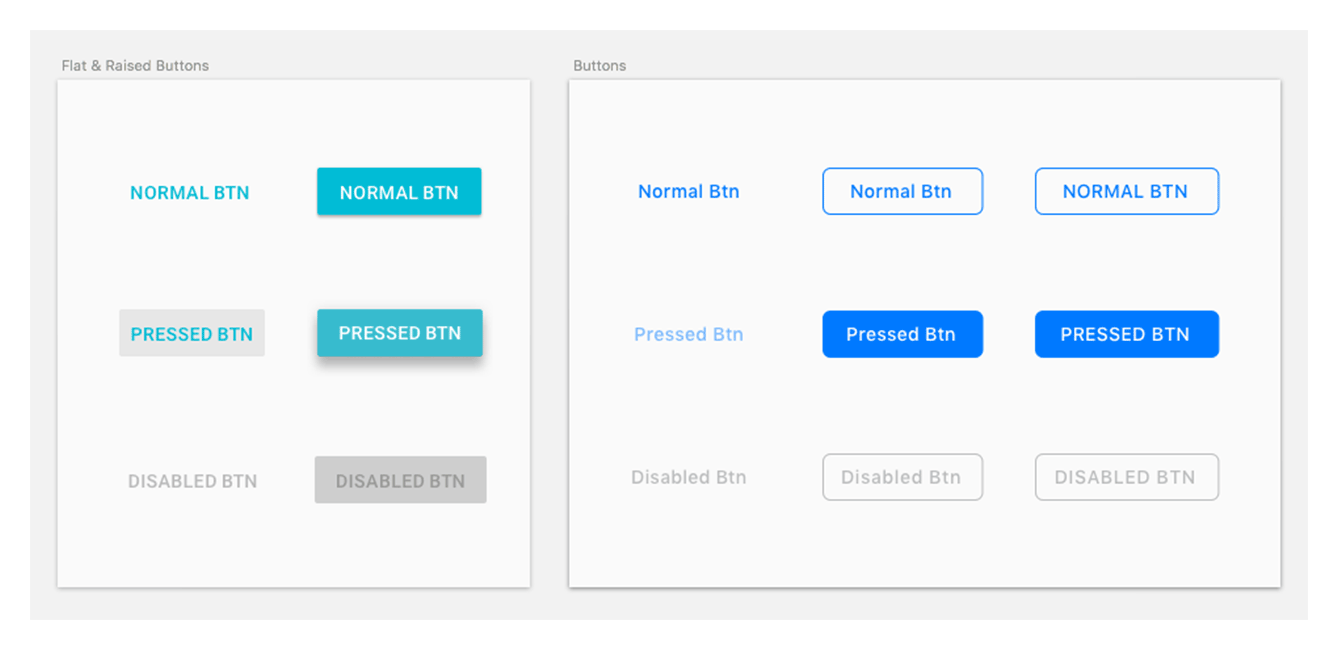 Flat & Raised Buttons
NORMAL BTN
NORMAL BTN
PRESSED BTN
PRESSED BTN
DISABLED BTN
DISABLED BTN
Buttons
Normal Btn
Normal Btn
NORMAL BTN
Pressed Btn
Pressed Btn
PRESSED BTN
Disabled Btn
Disabled Btn
DISABLED BTN